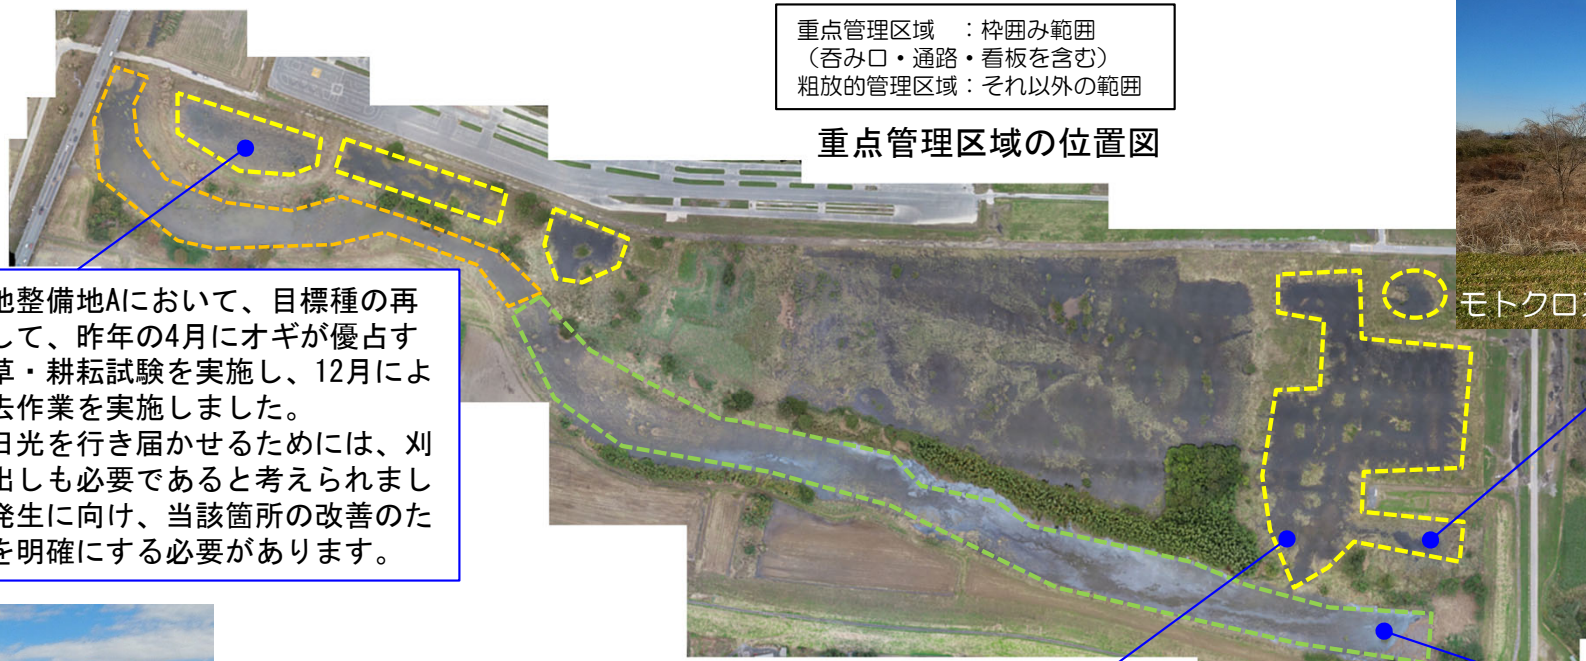 重点管理区域　：枠囲み範囲
（呑み口・通路・看板を含む）
粗放的管理区域：それ以外の範囲
重点管理区域の位置図
モトクロス
地整備地Aにおいて、目標種の再
して、昨年の4月にオギが優占す
草・耕耘試験を実施し、12月によ
去作業を実施しました。
日光を行き届かせるためには、刈
出しも必要であると考えられまし
発生に向け、当該箇所の改善のた
を明確にする必要があります。